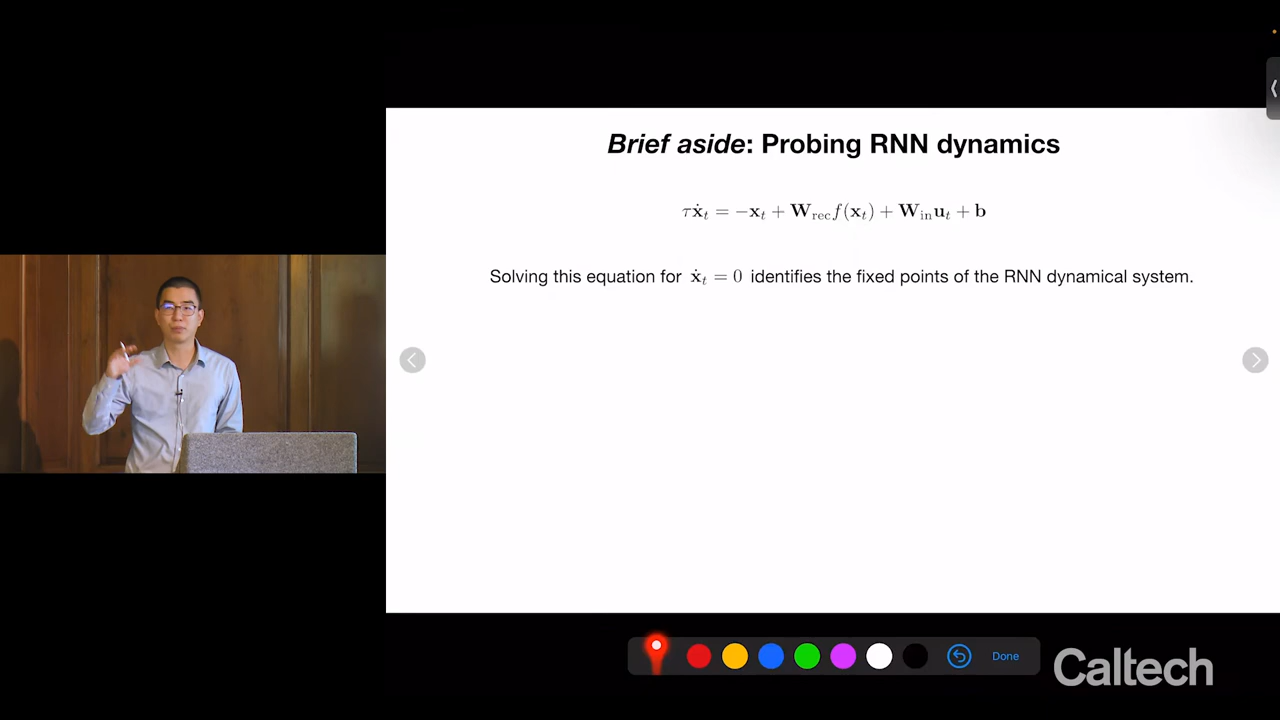 Brief aside: Probing RNN dynamics
τẋ_t = −x_t + W_rec f(x_t) + W_in u_t + b
Solving this equation for ẋ_t = 0 identifies the fixed points of the RNN dynamical system.
Done
Caltech